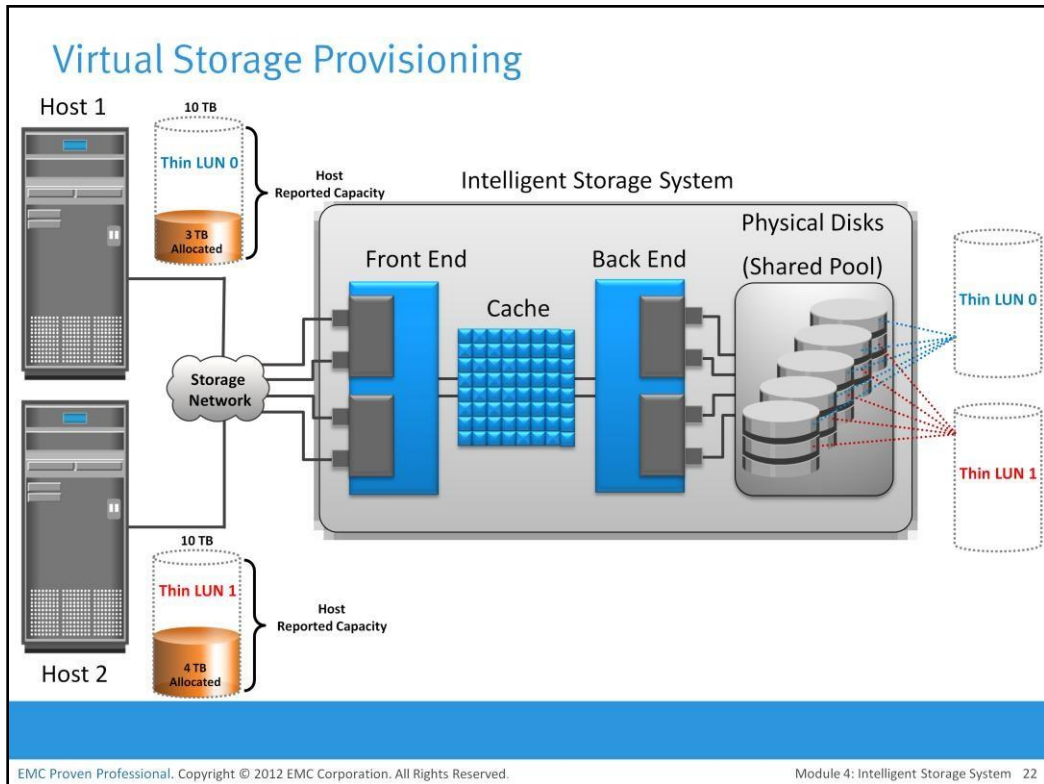 Virtual Storage Provisioning
Host 1
10 TB
Thin LUN 0
3 TB
Allocated
Host
Reported Capacity
Intelligent Storage System
Front End
Cache
Back End
Physical Disks
(Shared Pool)
Thin LUN 0
Storage
Network
Thin LUN 1
10 TB
Thin LUN 1
4 TB
Allocated
Host
Reported Capacity
Host 2
EMC Proven Professional. Copyright © 2012 EMC Corporation. All Rights Reserved.
Module 4: Intelligent Storage System 22